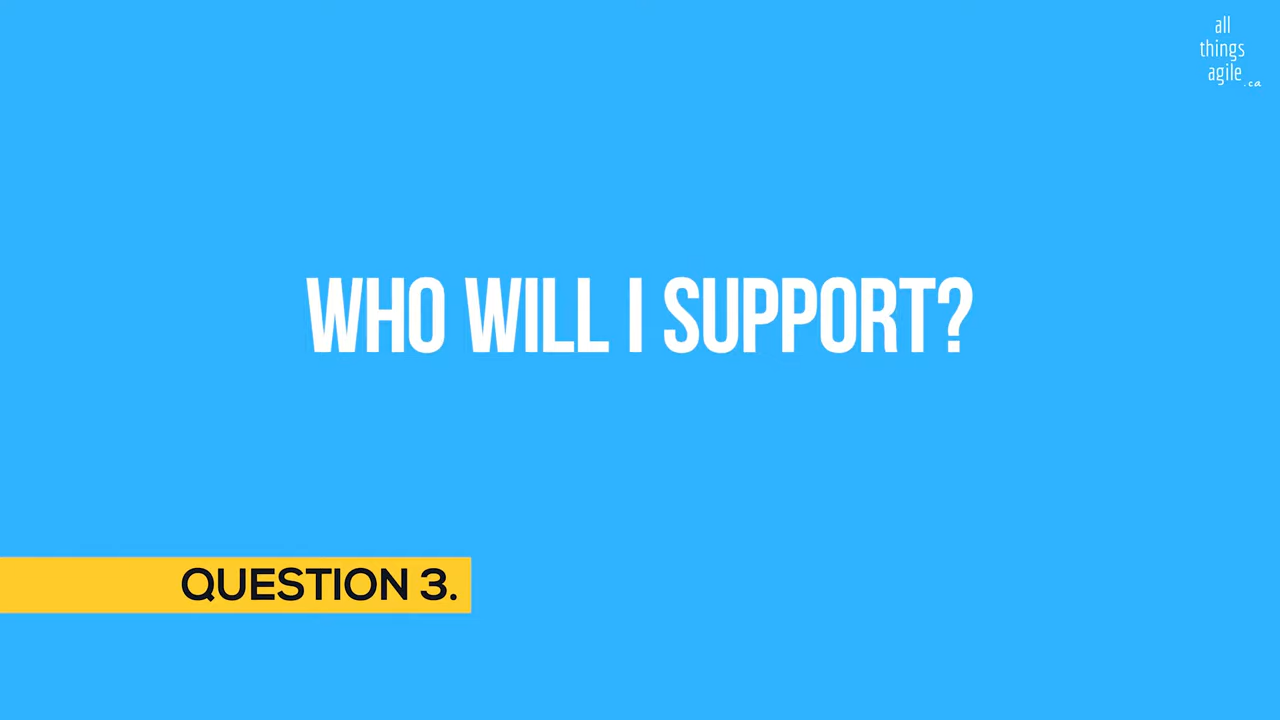 all
things
agile
.ca
WHO WILL I SUPPORT?
QUESTION 3.